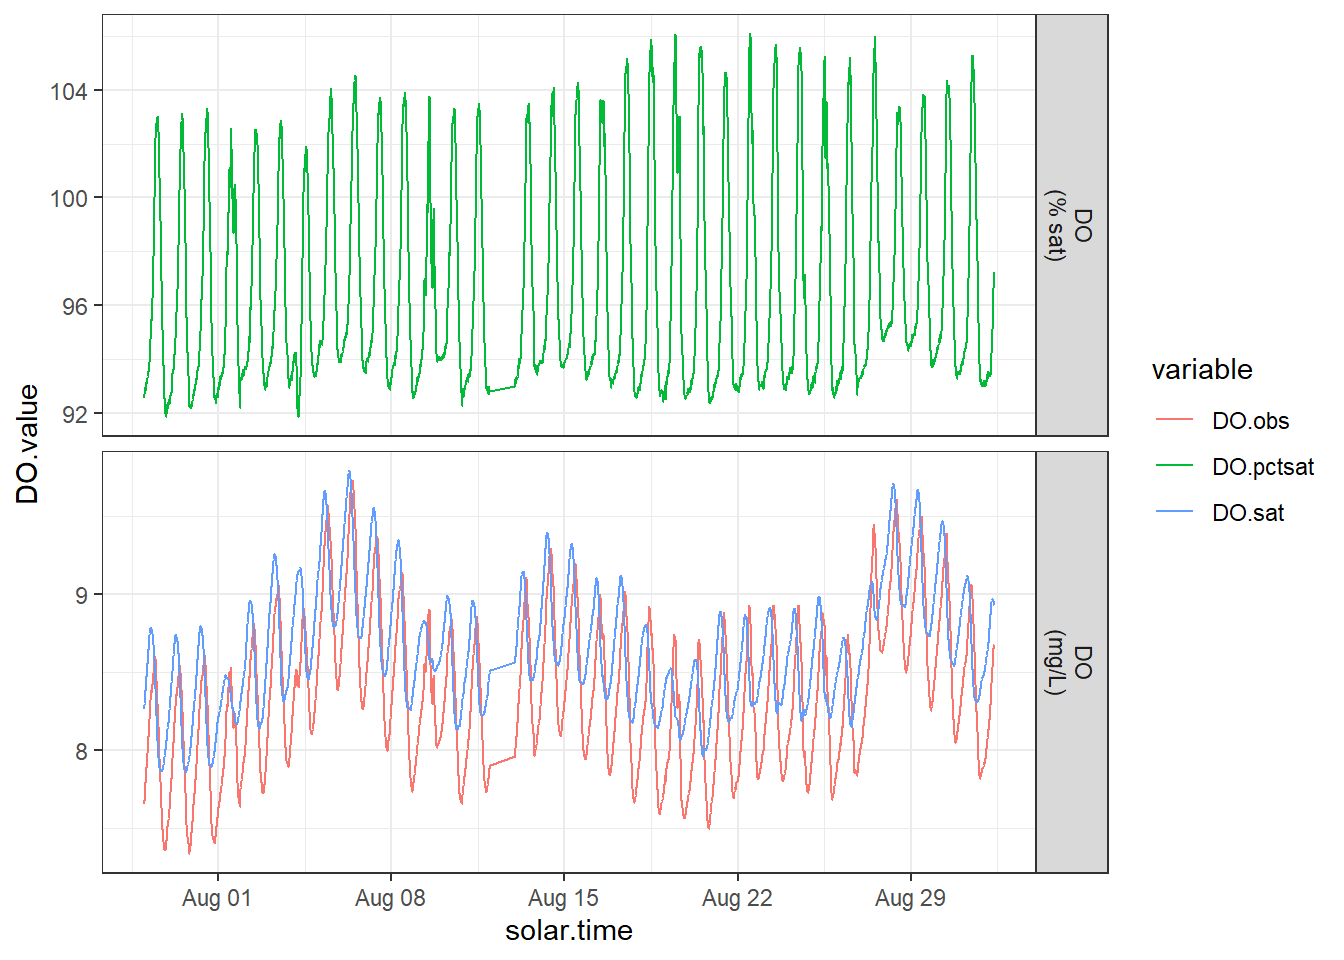 DO.value
104
100
96
92
DO
(% sat)
9
8
DO
(mg/L)
Aug 01
Aug 08
Aug 15
Aug 22
Aug 29
solar.time
variable
DO.obs
DO.pctsat
DO.sat